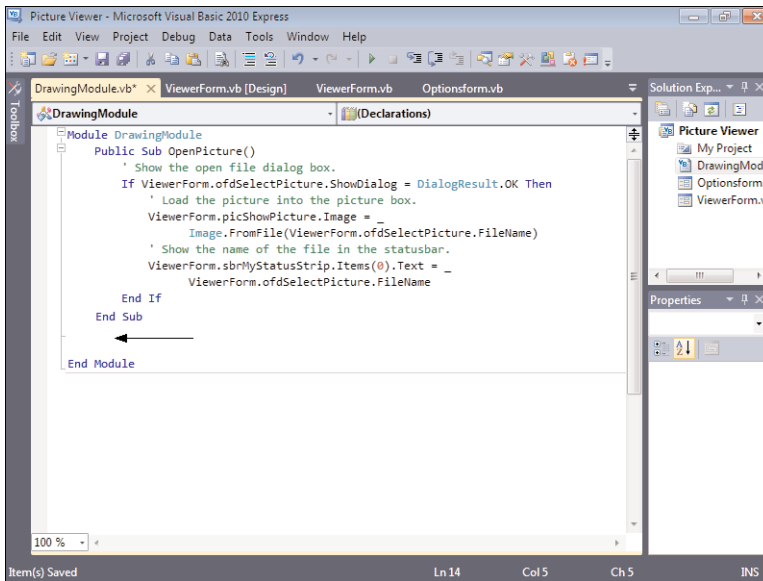 Picture Viewer - Microsoft Visual Basic 2010 Express
File Edit View Project Debug Data Tools Window Help
Toolbox
DrawingModule.vb* ViewerForm.vb [Design] ViewerForm.vb Optionsform.vb
DrawingModule (Declarations)
Module DrawingModule
Public Sub OpenPicture()
' Show the open file dialog box.
If ViewerForm.ofdSelectPicture.ShowDialog = DialogResult.OK Then
' Load the picture into the picture box.
ViewerForm.picShowPicture.Image = _
Image.FromFile(ViewerForm.ofdSelectPicture.FileName)
' Show the name of the file in the statusbar.
ViewerForm.sbrMyStatusStrip.Items(0).Text = _
ViewerForm.ofdSelectPicture.FileName
End If
End Sub
End Module
100 %
Solution Exp...
Picture Viewer
My Project
DrawingMod
Optionsform
ViewerForm.v
Properties
Item(s) Saved Ln 14 Col 5 Ch 5 INS